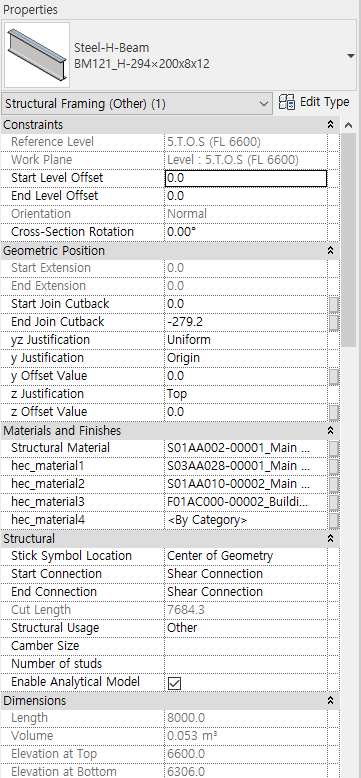 Properties
Steel-H-Beam
BM121_H-294×200x8x12
Structural Framing (Other) (1)
Edit Type
Constraints
Reference Level 5.T.O.S (FL 6600)
Work Plane Level : 5.T.O.S (FL 6600)
Start Level Offset 0.0
End Level Offset 0.0
Orientation Normal
Cross-Section Rotation 0.00°
Geometric Position
Start Extension 0.0
End Extension 0.0
Start Join Cutback 0.0
End Join Cutback -279.2
yz Justification Uniform
y Justification Origin
y Offset Value 0.0
z Justification Top
z Offset Value 0.0
Materials and Finishes
Structural Material S01AA002-00001_Main ...
hec_material1 S03AA028-00001_Main ...
hec_material2 S01AA010-00002_Main ...
hec_material3 F01AC000-00002_Buildi...
hec_material4 <By Category>
Structural
Stick Symbol Location Center of Geometry
Start Connection Shear Connection
End Connection Shear Connection
Cut Length 7684.3
Structural Usage Other
Camber Size
Number of studs
Enable Analytical Model
Dimensions
Length 8000.0
Volume 0.053 m³
Elevation at Top 6600.0
Elevation at Bottom 6306.0